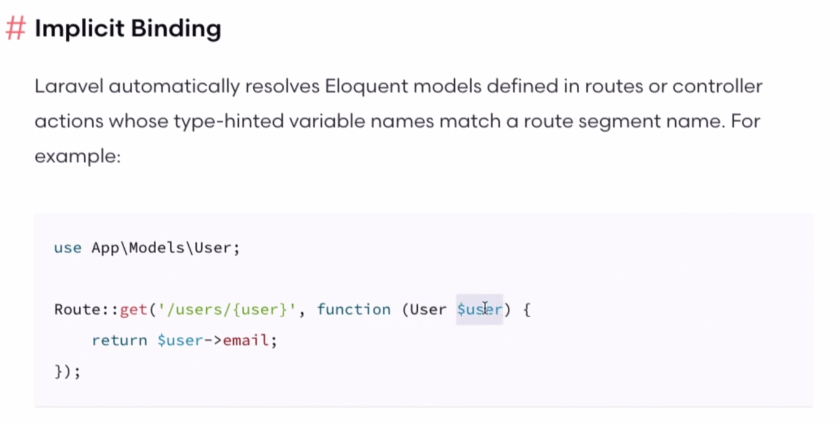 # Implicit Binding
Laravel automatically resolves Eloquent models defined in routes or controller
actions whose type-hinted variable names match a route segment name. For
example:
use App\Models\User;
Route::get('/users/{user}', function (User $user) {
    return $user->email;
});